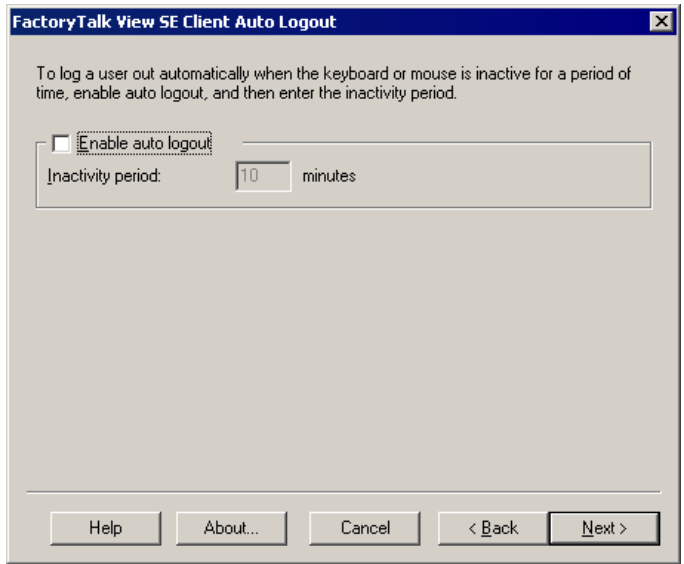 FactoryTalk View SE Client Auto Logout
To log a user out automatically when the keyboard or mouse is inactive for a period of
time, enable auto logout, and then enter the inactivity period.
Enable auto logout
Inactivity period: 10 minutes
Help About... Cancel < Back Next >